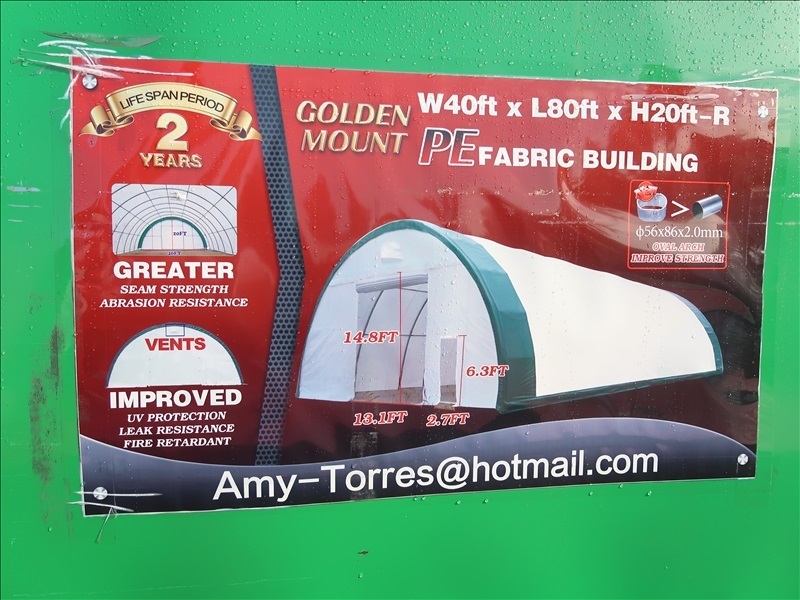 LIFE SPAN PERIOD
2
YEARS
GOLDEN
MOUNT
W40ft x L80ft x H20ft-R
PE FABRIC BUILDING
ϕ56x86x2.0mm
OVAL ARCH
IMPROVE STRENGTH
GREATER
SEAM STRENGTH
ABRASION RESISTANCE
VENTS
IMPROVED
UV PROTECTION
LEAK RESISTANCE
FIRE RETARDANT
14.8FT
6.3FT
13.1FT
2.7FT
Amy-Torres@hotmail.com